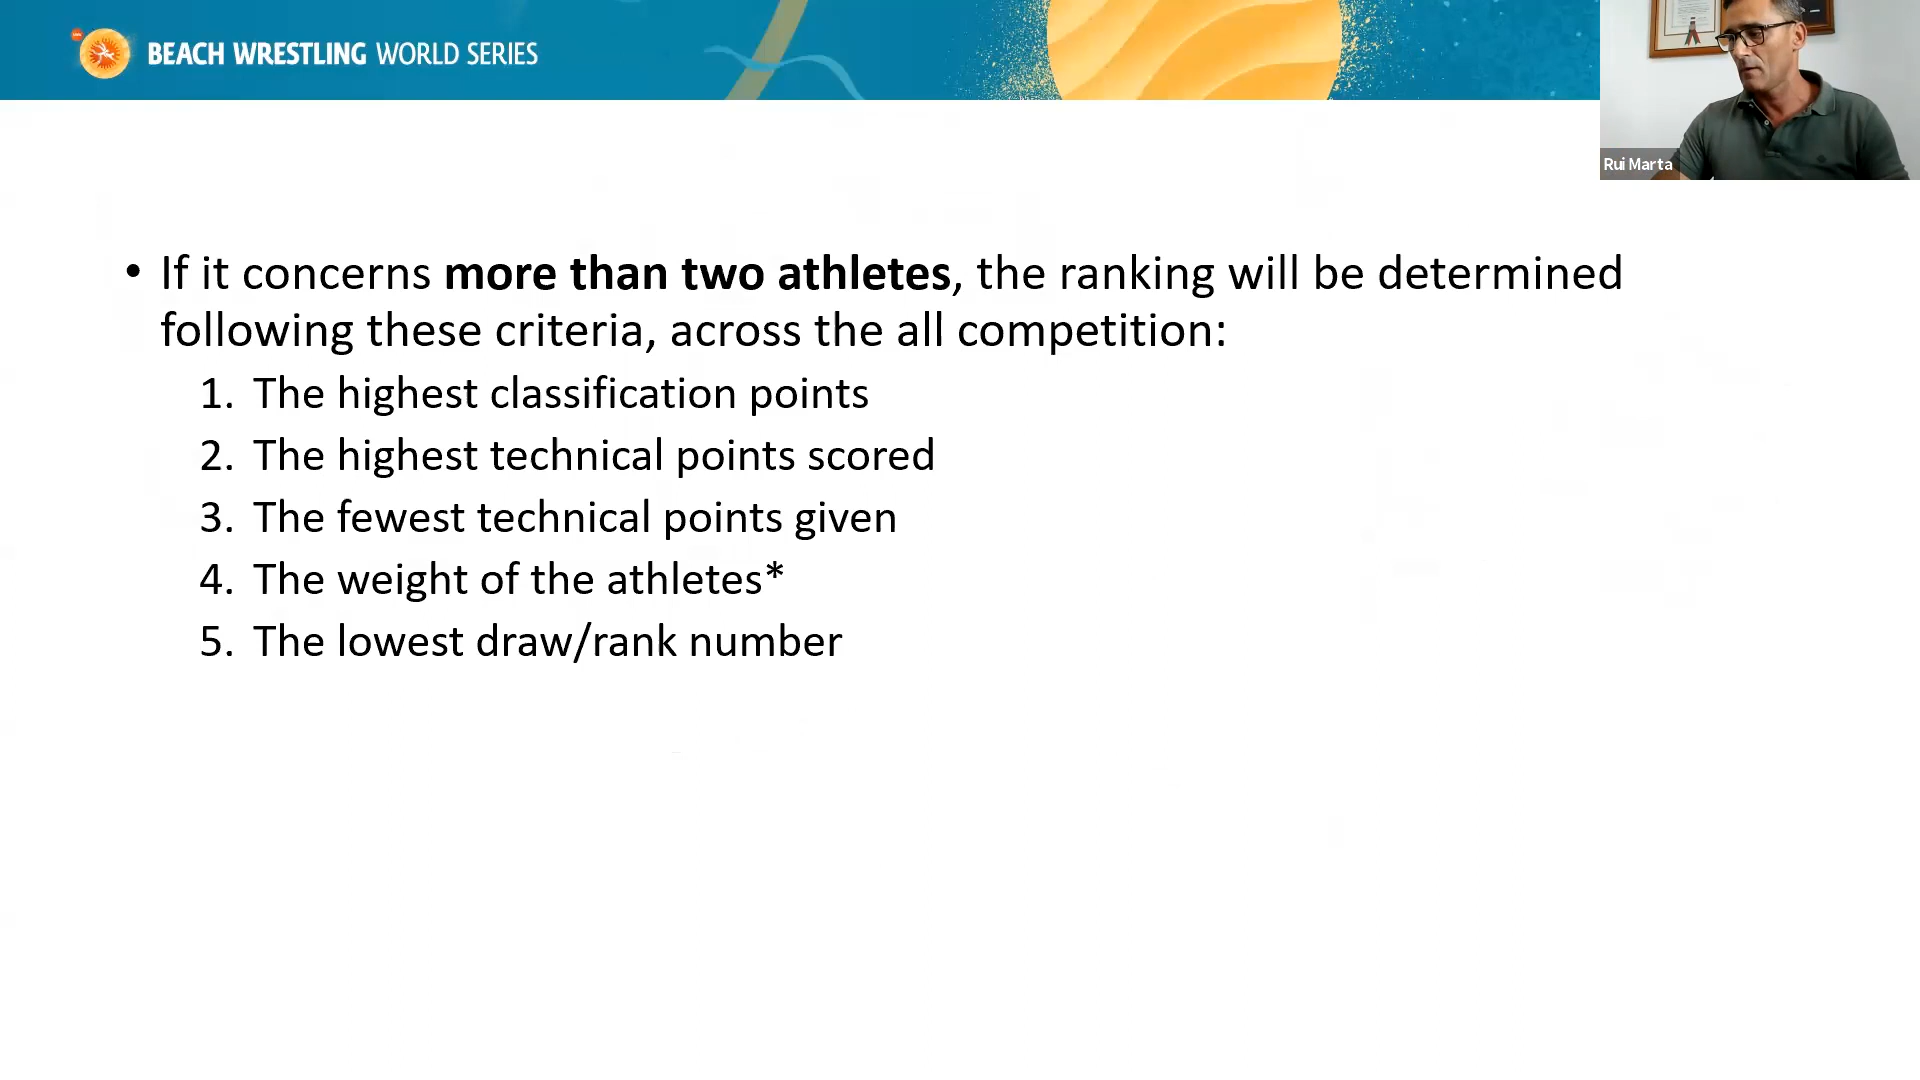 BEACH WRESTLING WORLD SERIES
Rui Marta
• If it concerns more than two athletes, the ranking will be determined
following these criteria, across the all competition:
1. The highest classification points
2. The highest technical points scored
3. The fewest technical points given
4. The weight of the athletes*
5. The lowest draw/rank number